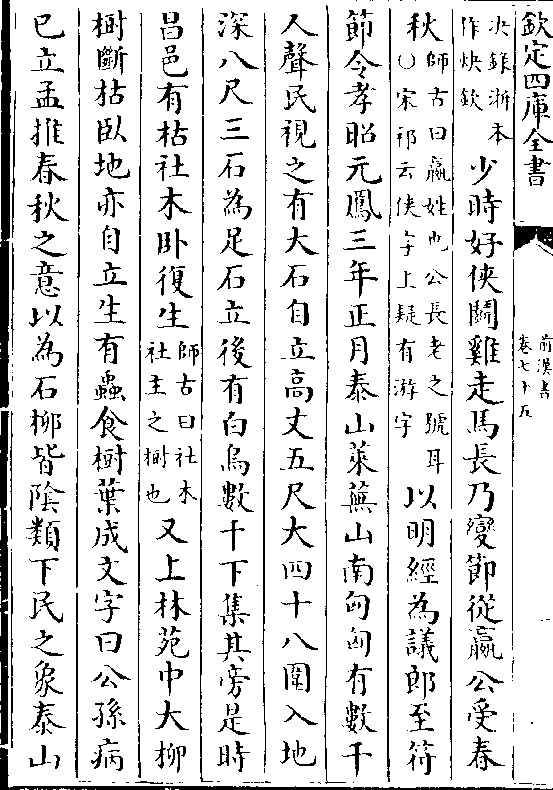 欽定四庫全書
前漢書
卷七十五
决錄浙本
作炔欽
少時好俠鬭雞走馬長乃變節從嬴公受春
秋
師古曰嬴姓也公長老之號耳
○宋祁云俠字上疑有游字
以明經為議郎至符
節令孝昭元鳳三年正月泰山萊蕪山南匈匈有數千
人聲民視之有大石自立高丈五尺大四十八圍入地
深八尺三石為足石立後有白烏數千下集其旁是時
昌邑有枯社木卧復生
師古曰社木
社主之樹也
又上林苑中大柳
樹斷枯臥地亦自立生有蟲食樹葉成文字曰公孫病
已立孟推春秋之意以為石柳皆陰類下民之象泰山